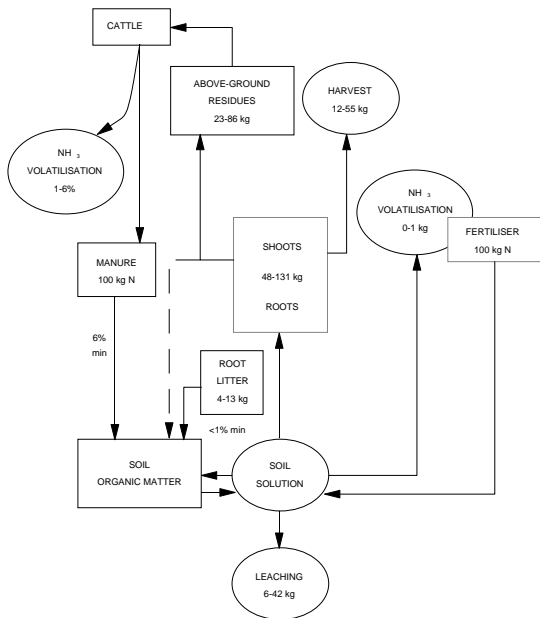 CATTLE
ABOVE-GROUND
RESIDUES
23-86 kg
HARVEST
12-55 kg
NH 3
VOLATILISATION
1-6%
NH 3
VOLATILISATION
0-1 kg
FERTILISER
100 kg N
SHOOTS
48-131 kg
ROOTS
MANURE
100 kg N
6%
min
ROOT
LITTER
4-13 kg
<1% min
SOIL
ORGANIC MATTER
SOIL
SOLUTION
LEACHING
6-42 kg